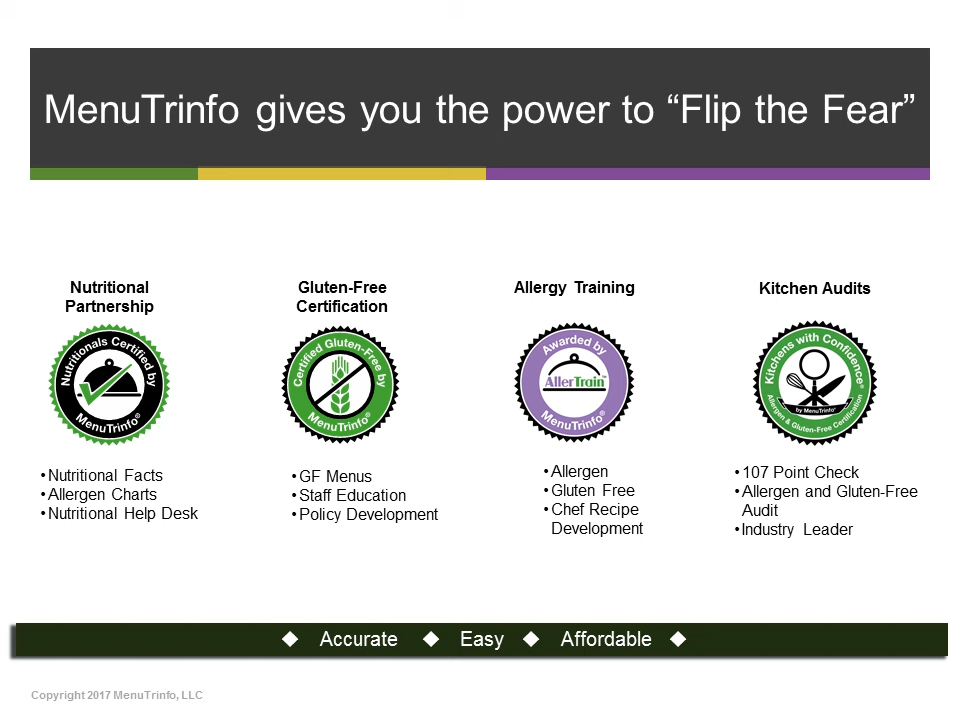 MenuTrinfo gives you the power to “Flip the Fear”
Nutritional
Partnership
Nutritionals Certified by
MenuTrinfo®
•Nutritional Facts
•Allergen Charts
•Nutritional Help Desk
Gluten-Free
Certification
Certified Gluten-Free by
MenuTrinfo®
•GF Menus
•Staff Education
•Policy Development
Allergy Training
Awarded by
AllerTrain™
MenuTrinfo®
•Allergen
•Gluten Free
•Chef Recipe
Development
Kitchen Audits
Kitchens with Confidence®
by MenuTrinfo®
Allergen & Gluten-Free Certification
•107 Point Check
•Allergen and Gluten-Free
Audit
•Industry Leader
◆ Accurate ◆ Easy ◆ Affordable ◆
Copyright 2017 MenuTrinfo, LLC